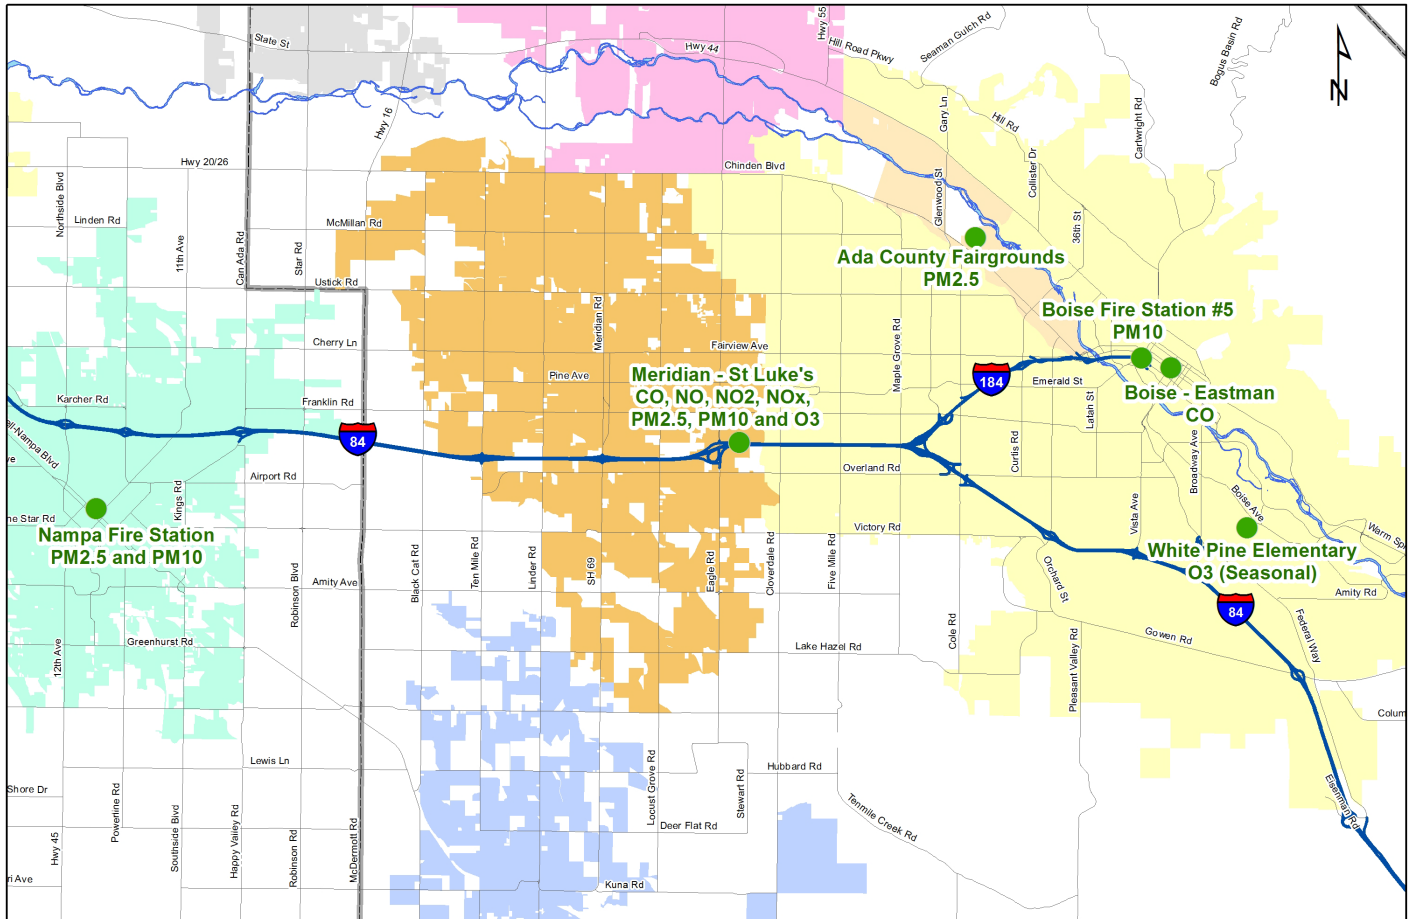 Hwy 55
State St
Hwy 44
Hill Road Pkwy
Seaman Gulch Rd
Bogus Basin Rd
N
Hwy 16
Gary Ln
Hill Rd
Cartwright Rd
Hwy 20/26
Chinden Blvd
Collister Dr
Northside Blvd
Glenwood St
Linden Rd
McMillan Rd
36th St
11th Ave
Can Ada Rd
Star Rd
Ada County Fairgrounds
PM2.5
Ustick Rd
Meridian Rd
Boise Fire Station #5
PM10
Cherry Ln
Fairview Ave
Maple Grove Rd
Pine Ave
Meridian - St Luke's
CO, NO, NO2, NOx,
PM2.5, PM10 and O3
184
Emerald St
Boise - Eastman
CO
Karcher Rd
Franklin Rd
Latah St
84
ell-Nampa Blvd
Curtis Rd
Broadway Ave
ve
Airport Rd
Overland Rd
Kings Rd
Vista Ave
Boise Ave
ne Star Rd
Victory Rd
Nampa Fire Station
PM2.5 and PM10
Warm Spr
White Pine Elementary
O3 (Seasonal)
Black Cat Rd
Ten Mile Rd
Linder Rd
SH 69
Eagle Rd
Cloverdale Rd
Five Mile Rd
Amity Ave
Robinson Blvd
Orchard St
Amity Rd
84
12th Ave
Greenhurst Rd
Lake Hazel Rd
Cole Rd
Gowen Rd
Federal Way
Pleasant Valley Rd
Colum
Lewis Ln
Hubbard Rd
Locust Grove Rd
Stewart Rd
Shore Dr
Powerline Rd
Tenmile Creek Rd
Eisenman Rd
Deer Flat Rd
Hwy 45
Southside Blvd
Happy Valley Rd
Robinson Rd
McDermott Rd
ri Ave
Kuna Rd